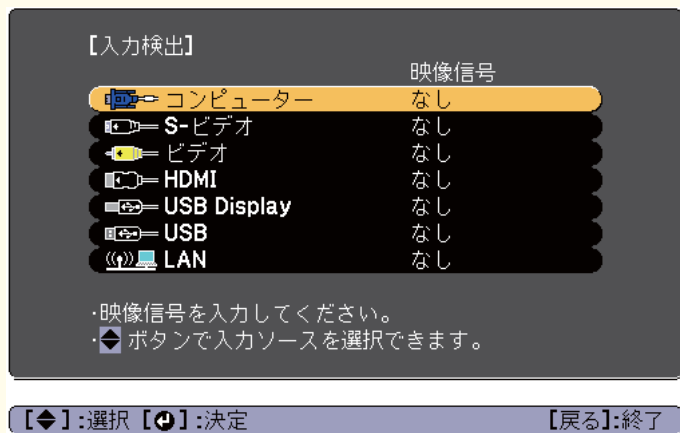 【入力検出】
映像信号
コンピューター なし
S-ビデオ なし
ビデオ なし
HDMI なし
USB Display なし
USB なし
LAN なし
・映像信号を入力してください。
・◆ ボタンで入力ソースを選択できます。
【◆】:選択 【↵】:決定 【戻る】:終了